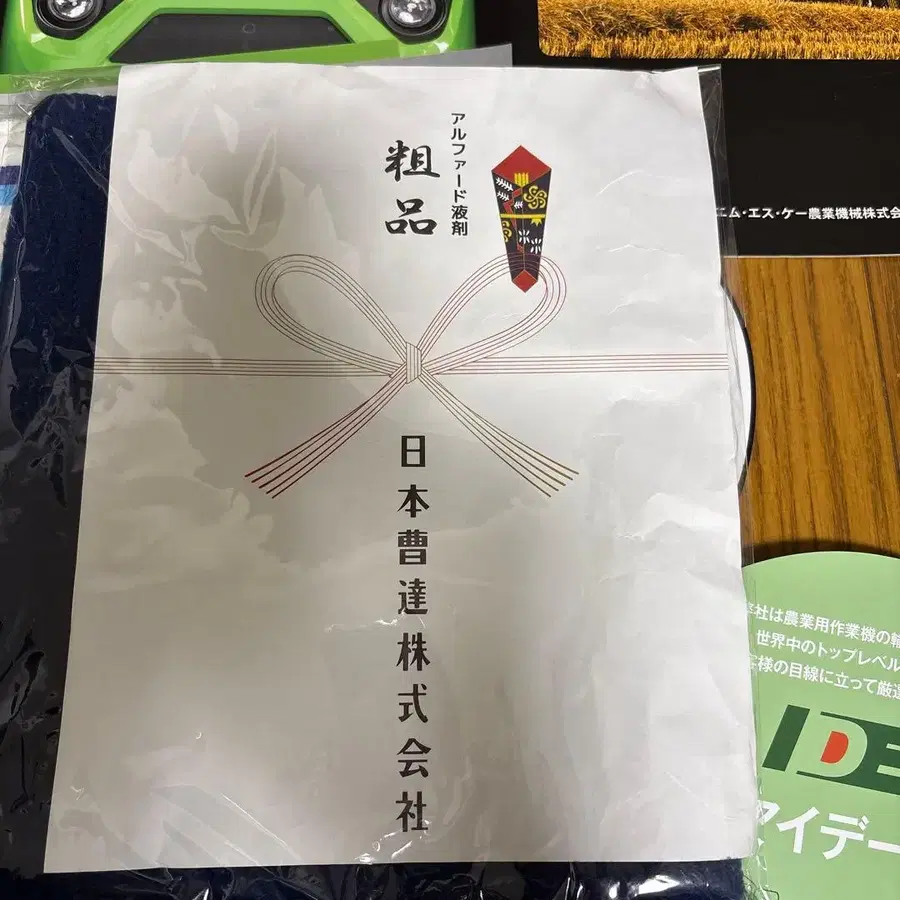 アルファード液剤
粗品
日本曹達株式会社
エム・エス・ケー農業機械株式会
社は農業用作業機の輸
世界中のトップレベル
客様の目線に立って厳選
IDE
アイデー